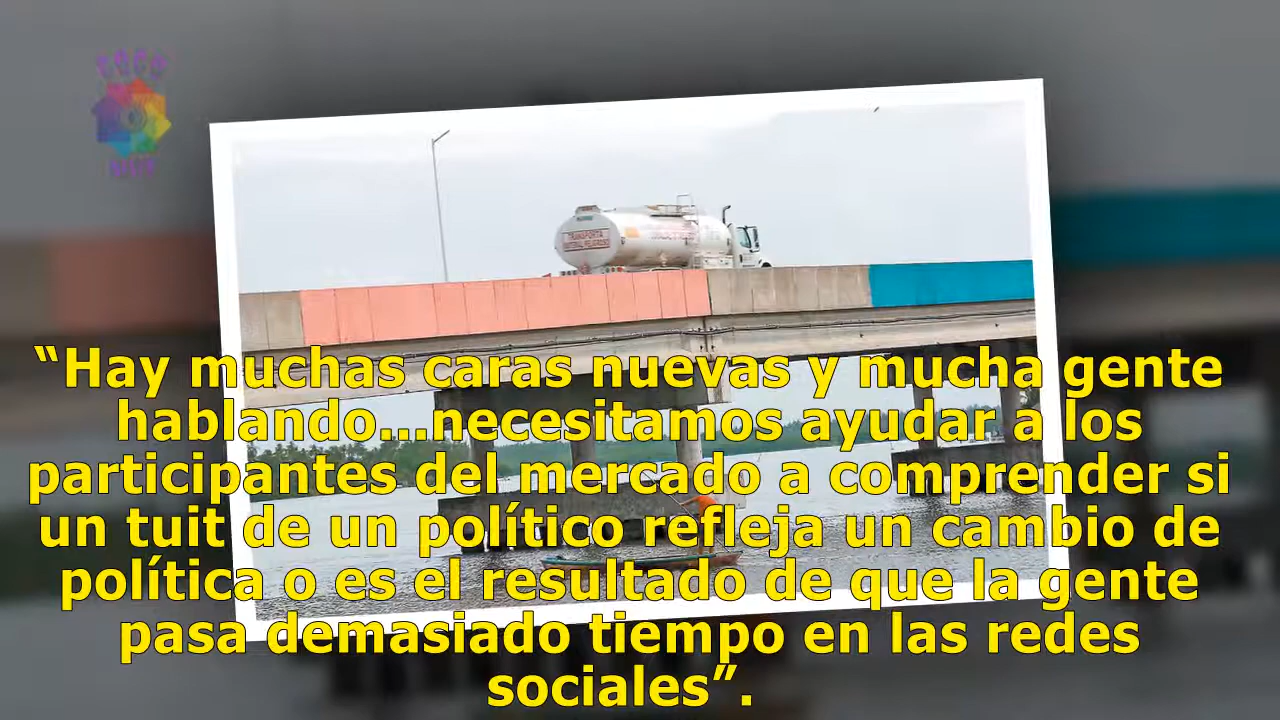 TRANSPORTA
“Hay muchas caras nuevas y mucha gente
hablando...necesitamos ayudar a los
participantes del mercado a comprender si
un tuit de un político refleja un cambio de
política o es el resultado de que la gente
pasa demasiado tiempo en las redes
sociales”.